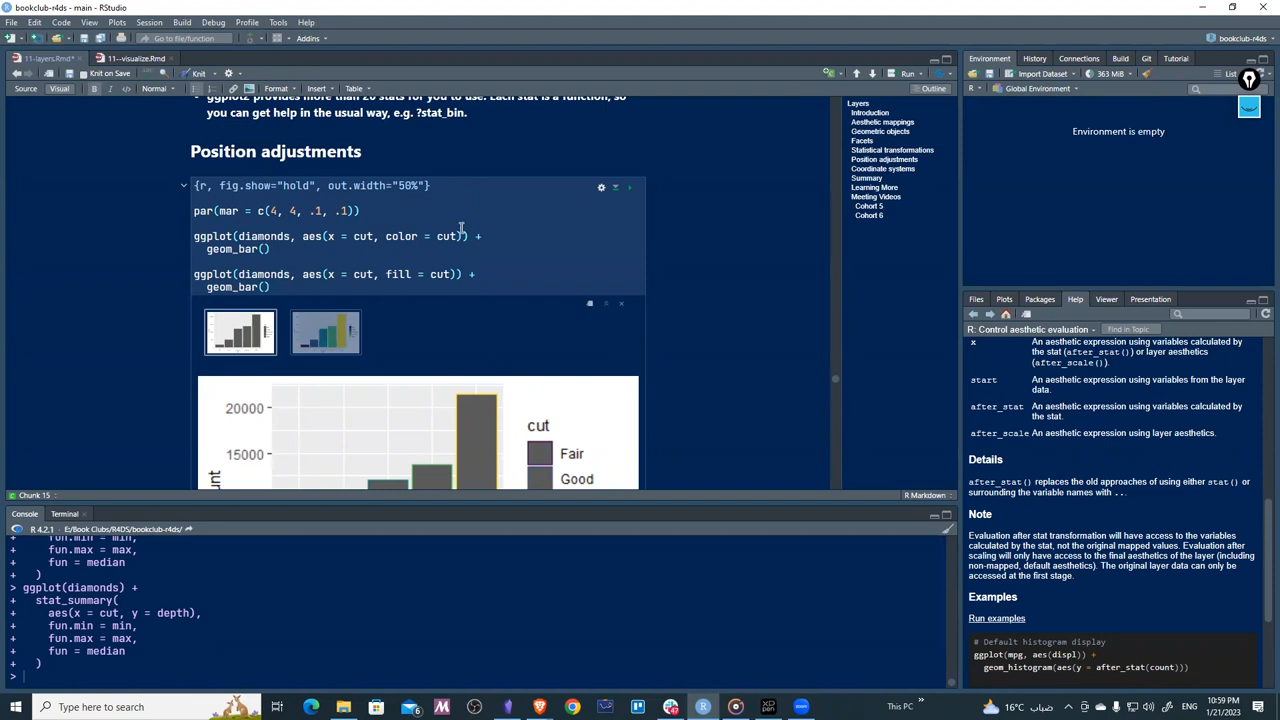 bookclub-r4ds - main - RStudio
File Edit Code View Plots Session Build Debug Profile Tools Help
Go to file/function Addins bookclub-r4ds
11-layers.Rmd* 11--visualize.Rmd
Knit on Save Knit Run
Source Visual B I Normal Format Insert Table Outline
ggplot2 provides more than 20 stats for you to use. Each stat is a function, so
you can get help in the usual way, e.g. ?stat_bin.
Position adjustments
{r, fig.show="hold", out.width="50%"}
par(mar = c(4, 4, .1, .1))
ggplot(diamonds, aes(x = cut, color = cut)) +
geom_bar()
ggplot(diamonds, aes(x = cut, fill = cut)) +
geom_bar()
20000
15000
cut
Fair
Good
Layers
Introduction
Aesthetic mappings
Geometric objects
Facets
Statistical transformations
Position adjustments
Coordinate systems
Summary
Learning More
Meeting Videos
Cohort 5
Cohort 6
Chunk 15 R Markdown
Console Terminal
R 4.2.1 · E:/Book Clubs/R4DS/bookclub-r4ds/
+ fun.min = min,
+ fun.max = max,
+ fun = median
+ )
> ggplot(diamonds) +
+ stat_summary(
+ aes(x = cut, y = depth),
+ fun.min = min,
+ fun.max = max,
+ fun = median
+ )
>
Environment History Connections Build Git Tutorial
Import Dataset 363 MiB List
R Global Environment
Environment is empty
Files Plots Packages Help Viewer Presentation
R: Control aesthetic evaluation Find in Topic
x An aesthetic expression using variables calculated by
the stat (after_stat()) or layer aesthetics
(after_scale()).
start An aesthetic expression using variables from the layer
data.
after_stat An aesthetic expression using variables calculated by
the stat.
after_scale An aesthetic expression using layer aesthetics.
Details
after_stat() replaces the old approaches of using either stat() or
surrounding the variable names with ...
Note
Evaluation after stat transformation will have access to the variables
calculated by the stat, not the original mapped values. Evaluation after
scaling will only have access to the final aesthetics of the layer (including
non-mapped, default aesthetics). The original layer data can only be
accessed at the first stage.
Examples
Run examples
# Default histogram display
ggplot(mpg, aes(displ)) +
geom_histogram(aes(y = after_stat(count)))
Type here to search
This PC
16°C
غائم
10:59 PM
1/21/2023